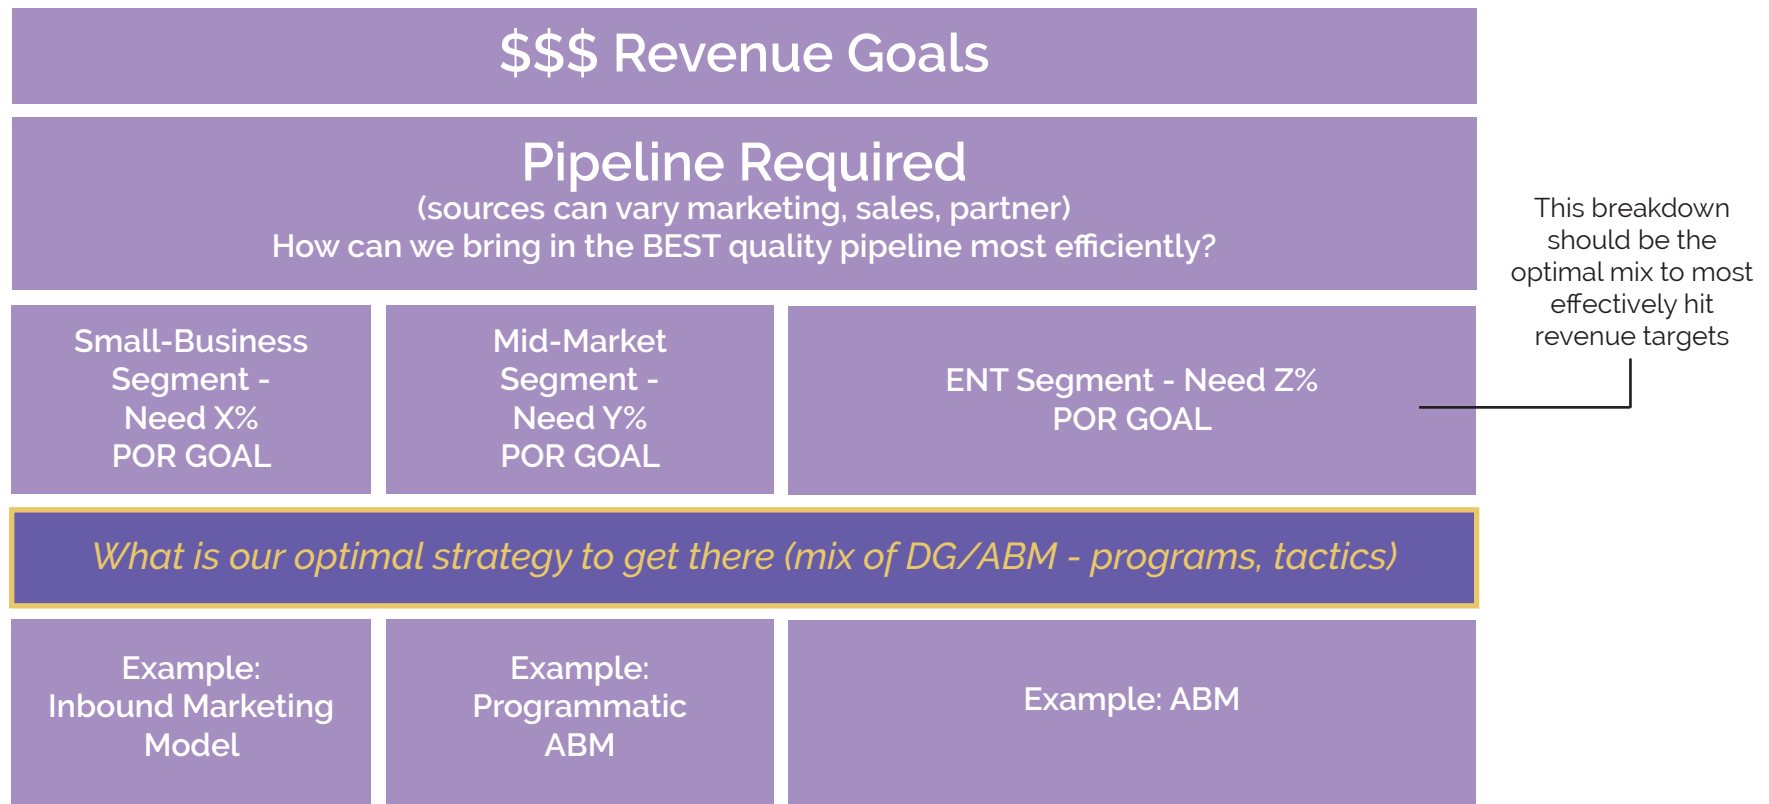 $$$ Revenue Goals
Pipeline Required
(sources can vary marketing, sales, partner)
How can we bring in the BEST quality pipeline most efficiently?
This breakdown
should be the
optimal mix to most
effectively hit
revenue targets
Small-Business
Segment -
Need X%
POR GOAL
Mid-Market
Segment -
Need Y%
POR GOAL
ENT Segment - Need Z%
POR GOAL
What is our optimal strategy to get there (mix of DG/ABM - programs, tactics)
Example:
Inbound Marketing
Model
Example:
Programmatic
ABM
Example: ABM